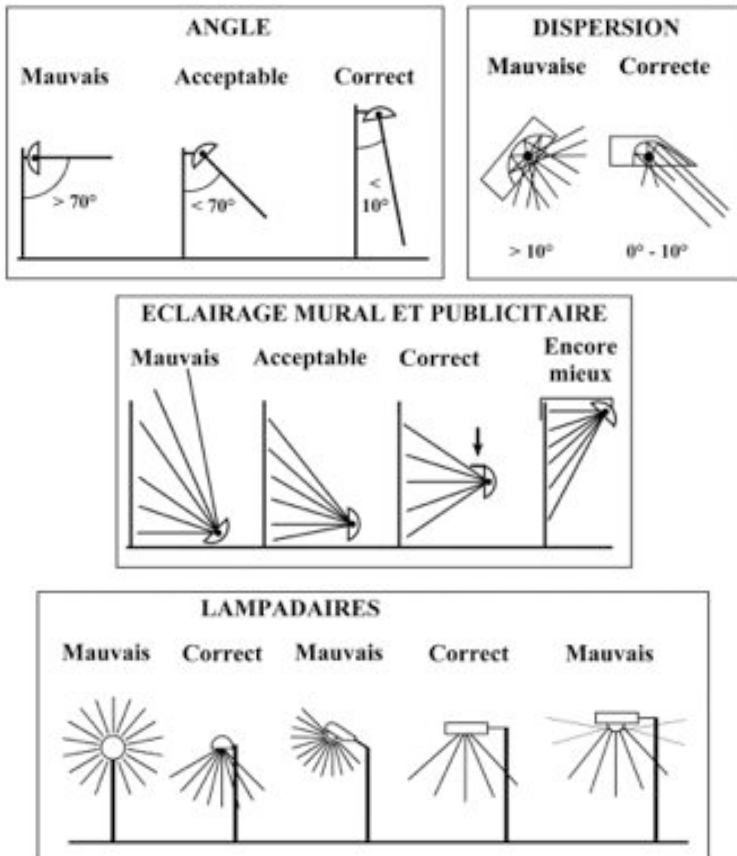 ANGLE
Mauvais Acceptable Correct
> 70° < 70° < 10°
DISPERSION
Mauvaise Correcte
> 10° 0° - 10°
ECLAIRAGE MURAL ET PUBLICITAIRE
Mauvais Acceptable Correct Encore mieux
LAMPADAIRES
Mauvais Correct Mauvais Correct Mauvais